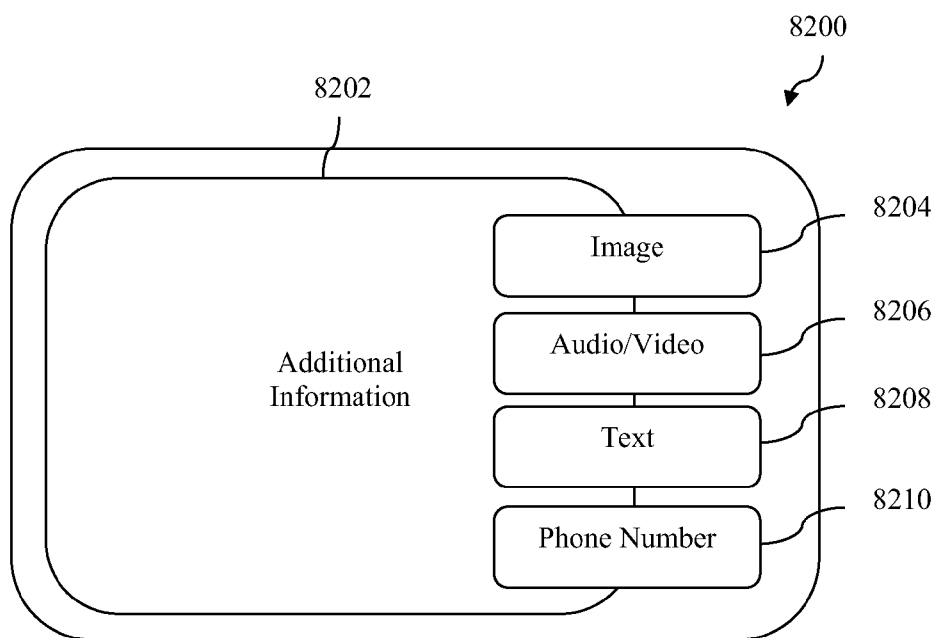 8200
8202
8204
Image
8206
Audio/Video
Additional
Information
8208
Text
8210
Phone Number